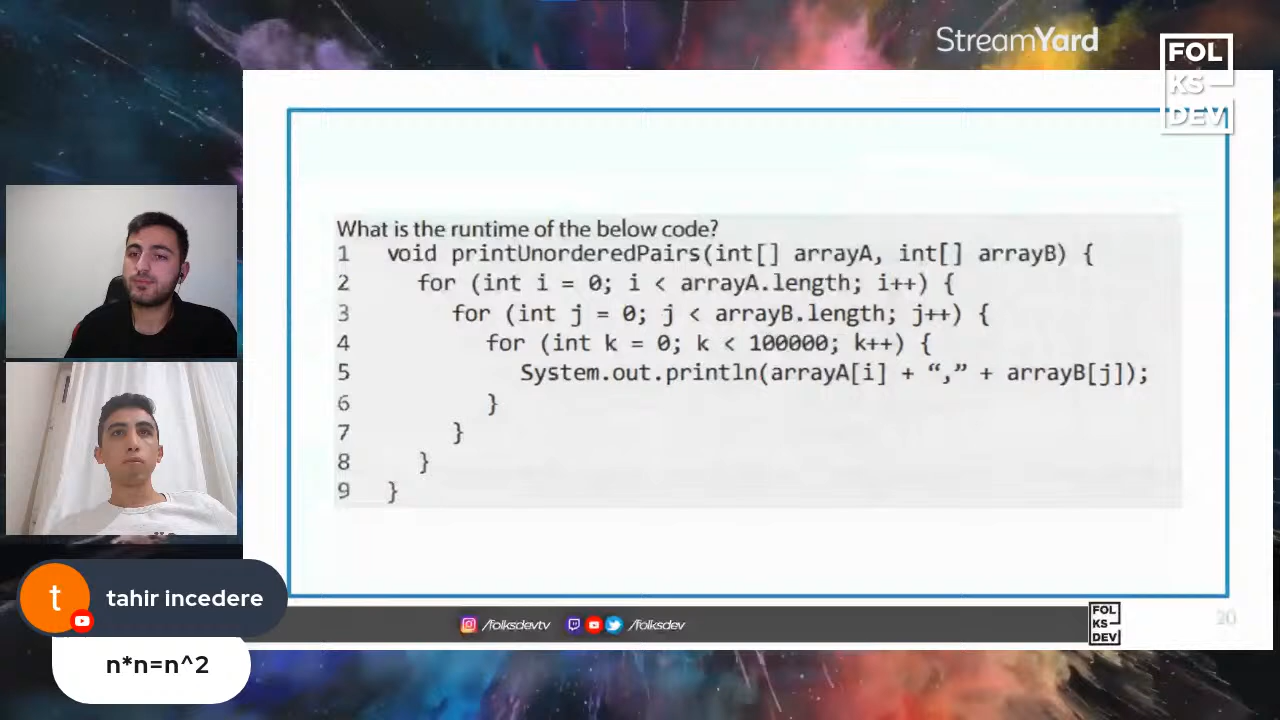 StreamYard
FOL
KS
DEV
What is the runtime of the below code?
1 void printUnorderedPairs(int[] arrayA, int[] arrayB) {
2 for (int i = 0; i < arrayA.length; i++) {
3 for (int j = 0; j < arrayB.length; j++) {
4 for (int k = 0; k < 100000; k++) {
5 System.out.println(arrayA[i] + “,” + arrayB[j]);
6 }
7 }
8 }
9 }
t tahir incedere
n*n=n^2
/folksdevtv /folksdev
FOL
KS
DEV
20